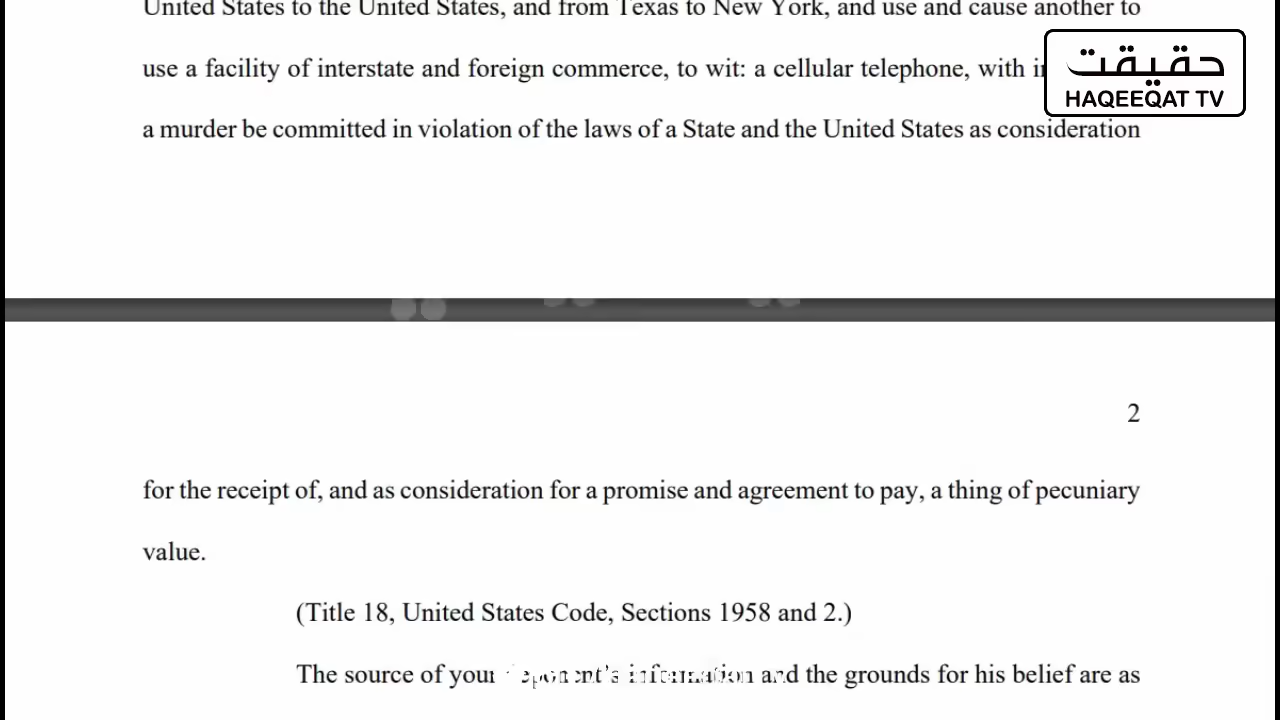 United States to the United States, and from Texas to New York, and use and cause another to
حقيقت
HAQEEQAT TV
use a facility of interstate and foreign commerce, to wit: a cellular telephone, with
a murder be committed in violation of the laws of a State and the United States as consideration
2
for the receipt of, and as consideration for a promise and agreement to pay, a thing of pecuniary
value.
(Title 18, United States Code, Sections 1958 and 2.)
The source of your deponent's information and the grounds for his belief are as